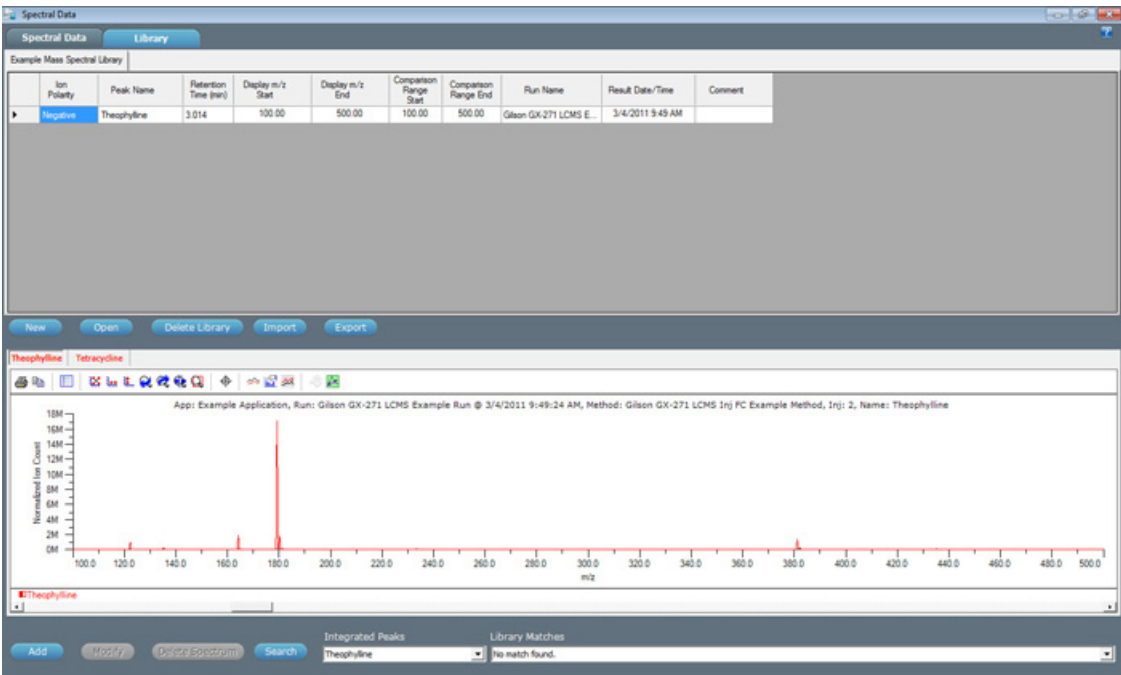 Spectral Data
Spectral Data Library
Example Mass Spectral Library
Ion Polarity Peak Name Retention Time (min) Display m/z Start Display m/z End Comparison Range Start Comparison Range End Run Name Result Date/Time Comment
Negative Theophylline 3.014 100.00 500.00 100.00 500.00 Gilson GX-271 LCMS E... 3/4/2011 9:49 AM
New Open Delete Library Import Export
Theophylline Tetracycline
App: Example Application, Run: Gilson GX-271 LCMS Example Run @ 3/4/2011 9:49:24 AM, Method: Gilson GX-271 LCMS Inj FC Example Method, Inj: 2, Name: Theophylline
Normalized Ion Count
18M
16M
14M
12M
10M
8M
6M
4M
2M
0M
100.0 120.0 140.0 160.0 180.0 200.0 220.0 240.0 260.0 280.0 300.0 320.0 340.0 360.0 380.0 400.0 420.0 440.0 460.0 480.0 500.0
m/z
Theophylline
Integrated Peaks Library Matches
Add Modify Delete Spectrum Search Theophylline No match found.